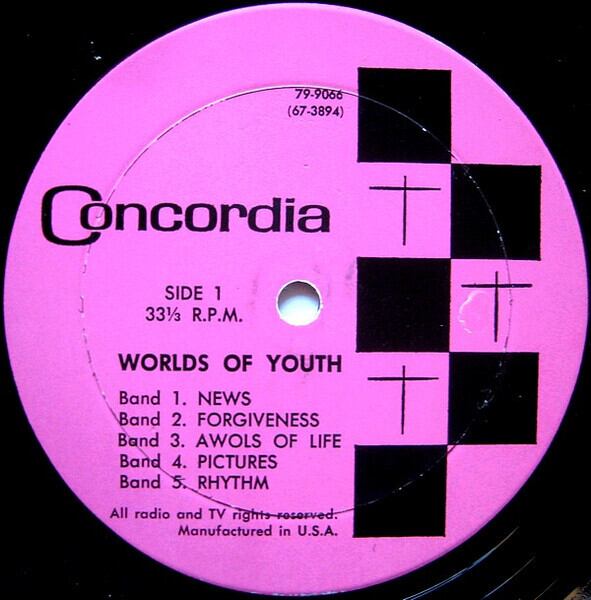 79-9066
(67-3894)
Concordia
SIDE 1
33⅓ R.P.M.
WORLDS OF YOUTH
Band 1. NEWS
Band 2. FORGIVENESS
Band 3. AWOLS OF LIFE
Band 4. PICTURES
Band 5. RHYTHM
All radio and TV rights reserved.
Manufactured in U.S.A.